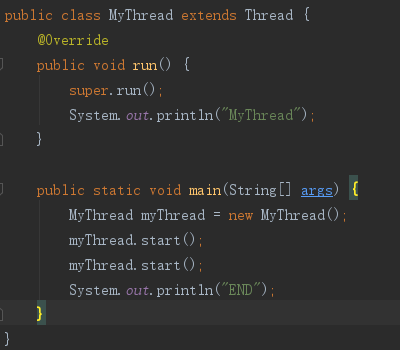 public class MyThread extends Thread {
    @Override
    public void run() {
        super.run();
        System.out.println("MyThread");
    }

    public static void main(String[] args) {
        MyThread myThread = new MyThread();
        myThread.start();
        myThread.start();
        System.out.println("END");
    }
}